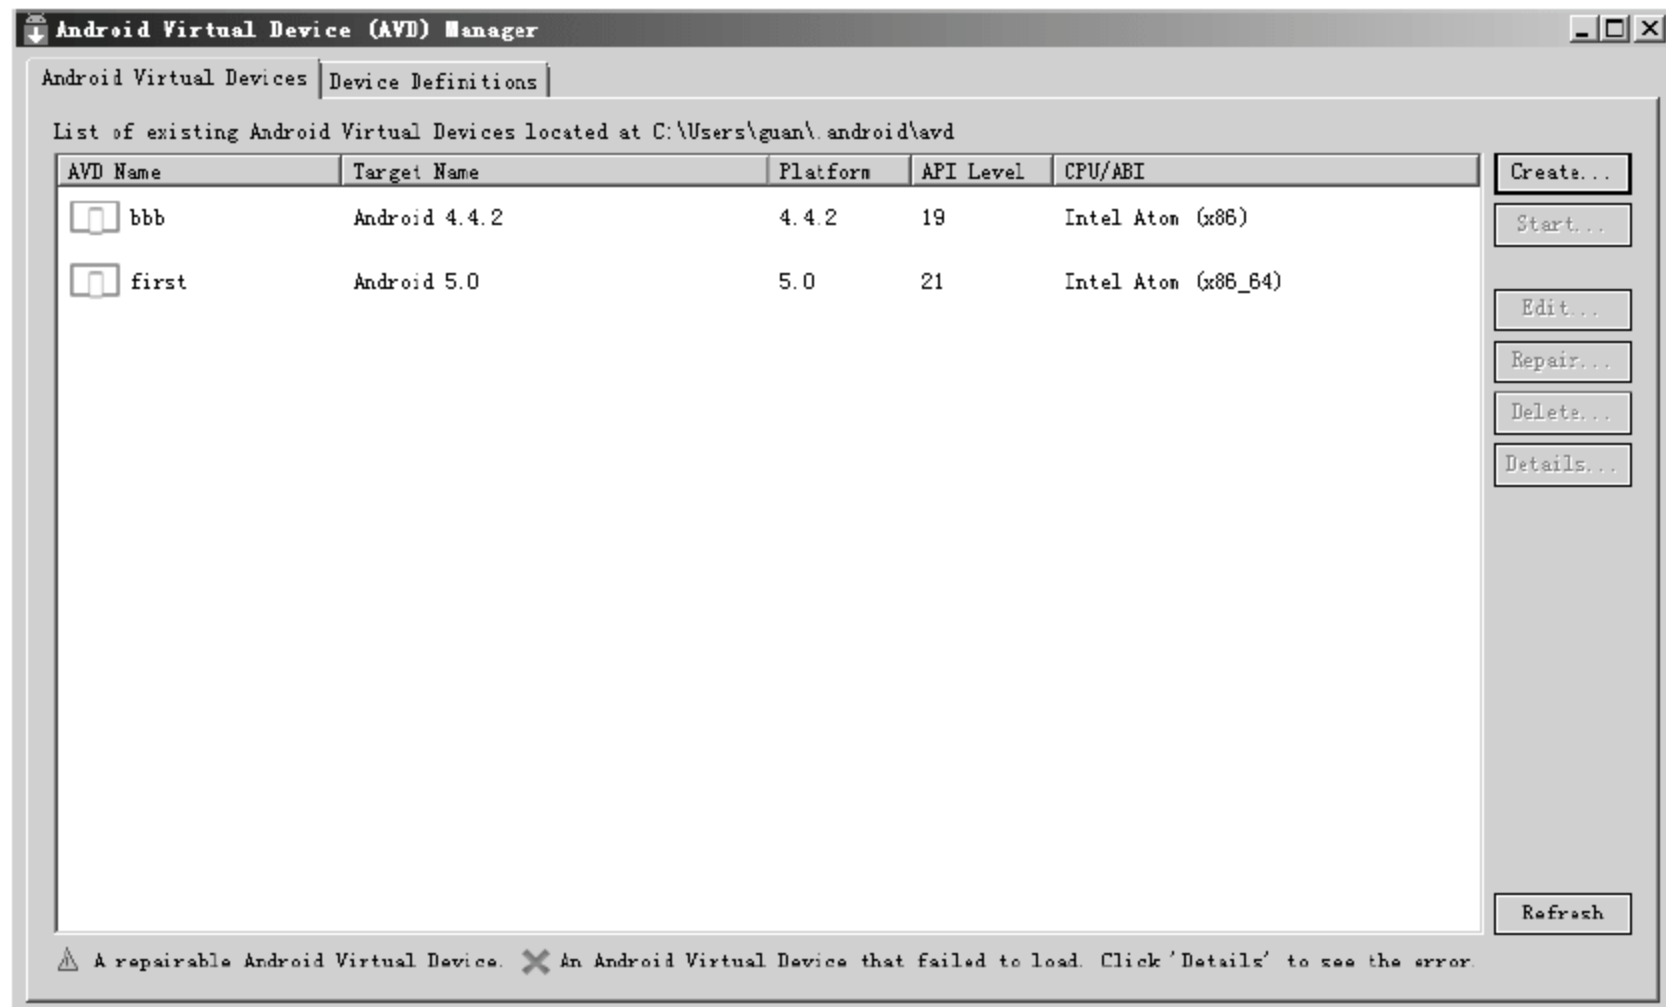 Android Virtual Device (AVD) Manager
Android Virtual Devices Device Definitions
List of existing Android Virtual Devices located at C:\Users\guan\.android\avd
AVD Name Target Name Platform API Level CPU/ABI
bbb Android 4.4.2 4.4.2 19 Intel Atom (x86)
first Android 5.0 5.0 21 Intel Atom (x86_64)
Create...
Start...
Edit...
Repair...
Delete...
Details...
Refresh
A repairable Android Virtual Device. An Android Virtual Device that failed to load. Click 'Details' to see the error.